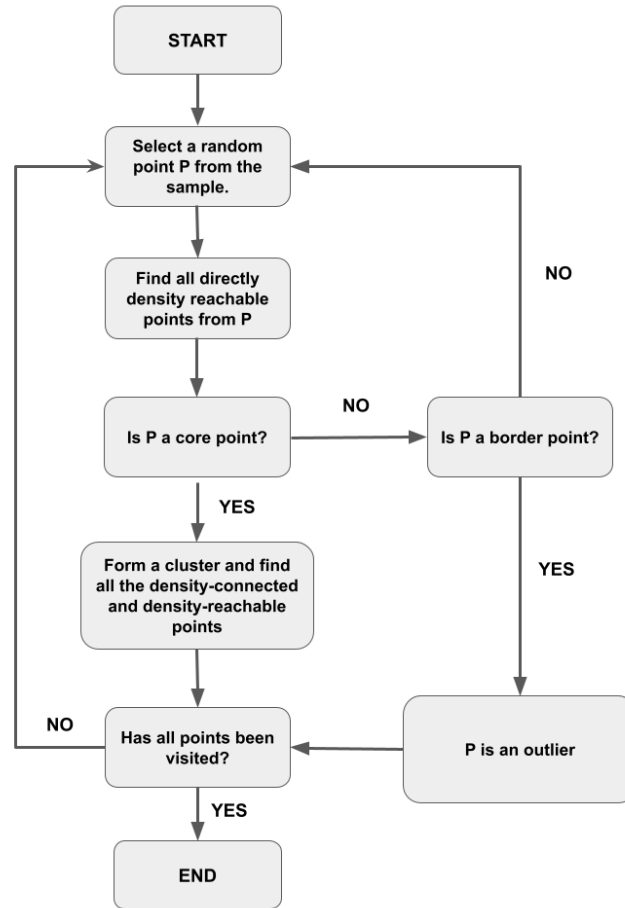 START
Select a random
point P from the
sample.
Find all directly
density reachable
points from P
NO
NO
Is P a core point?
Is P a border point?
YES
Form a cluster and find
all the density-connected
and density-reachable
points
YES
NO
Has all points been
visited?
P is an outlier
YES
END